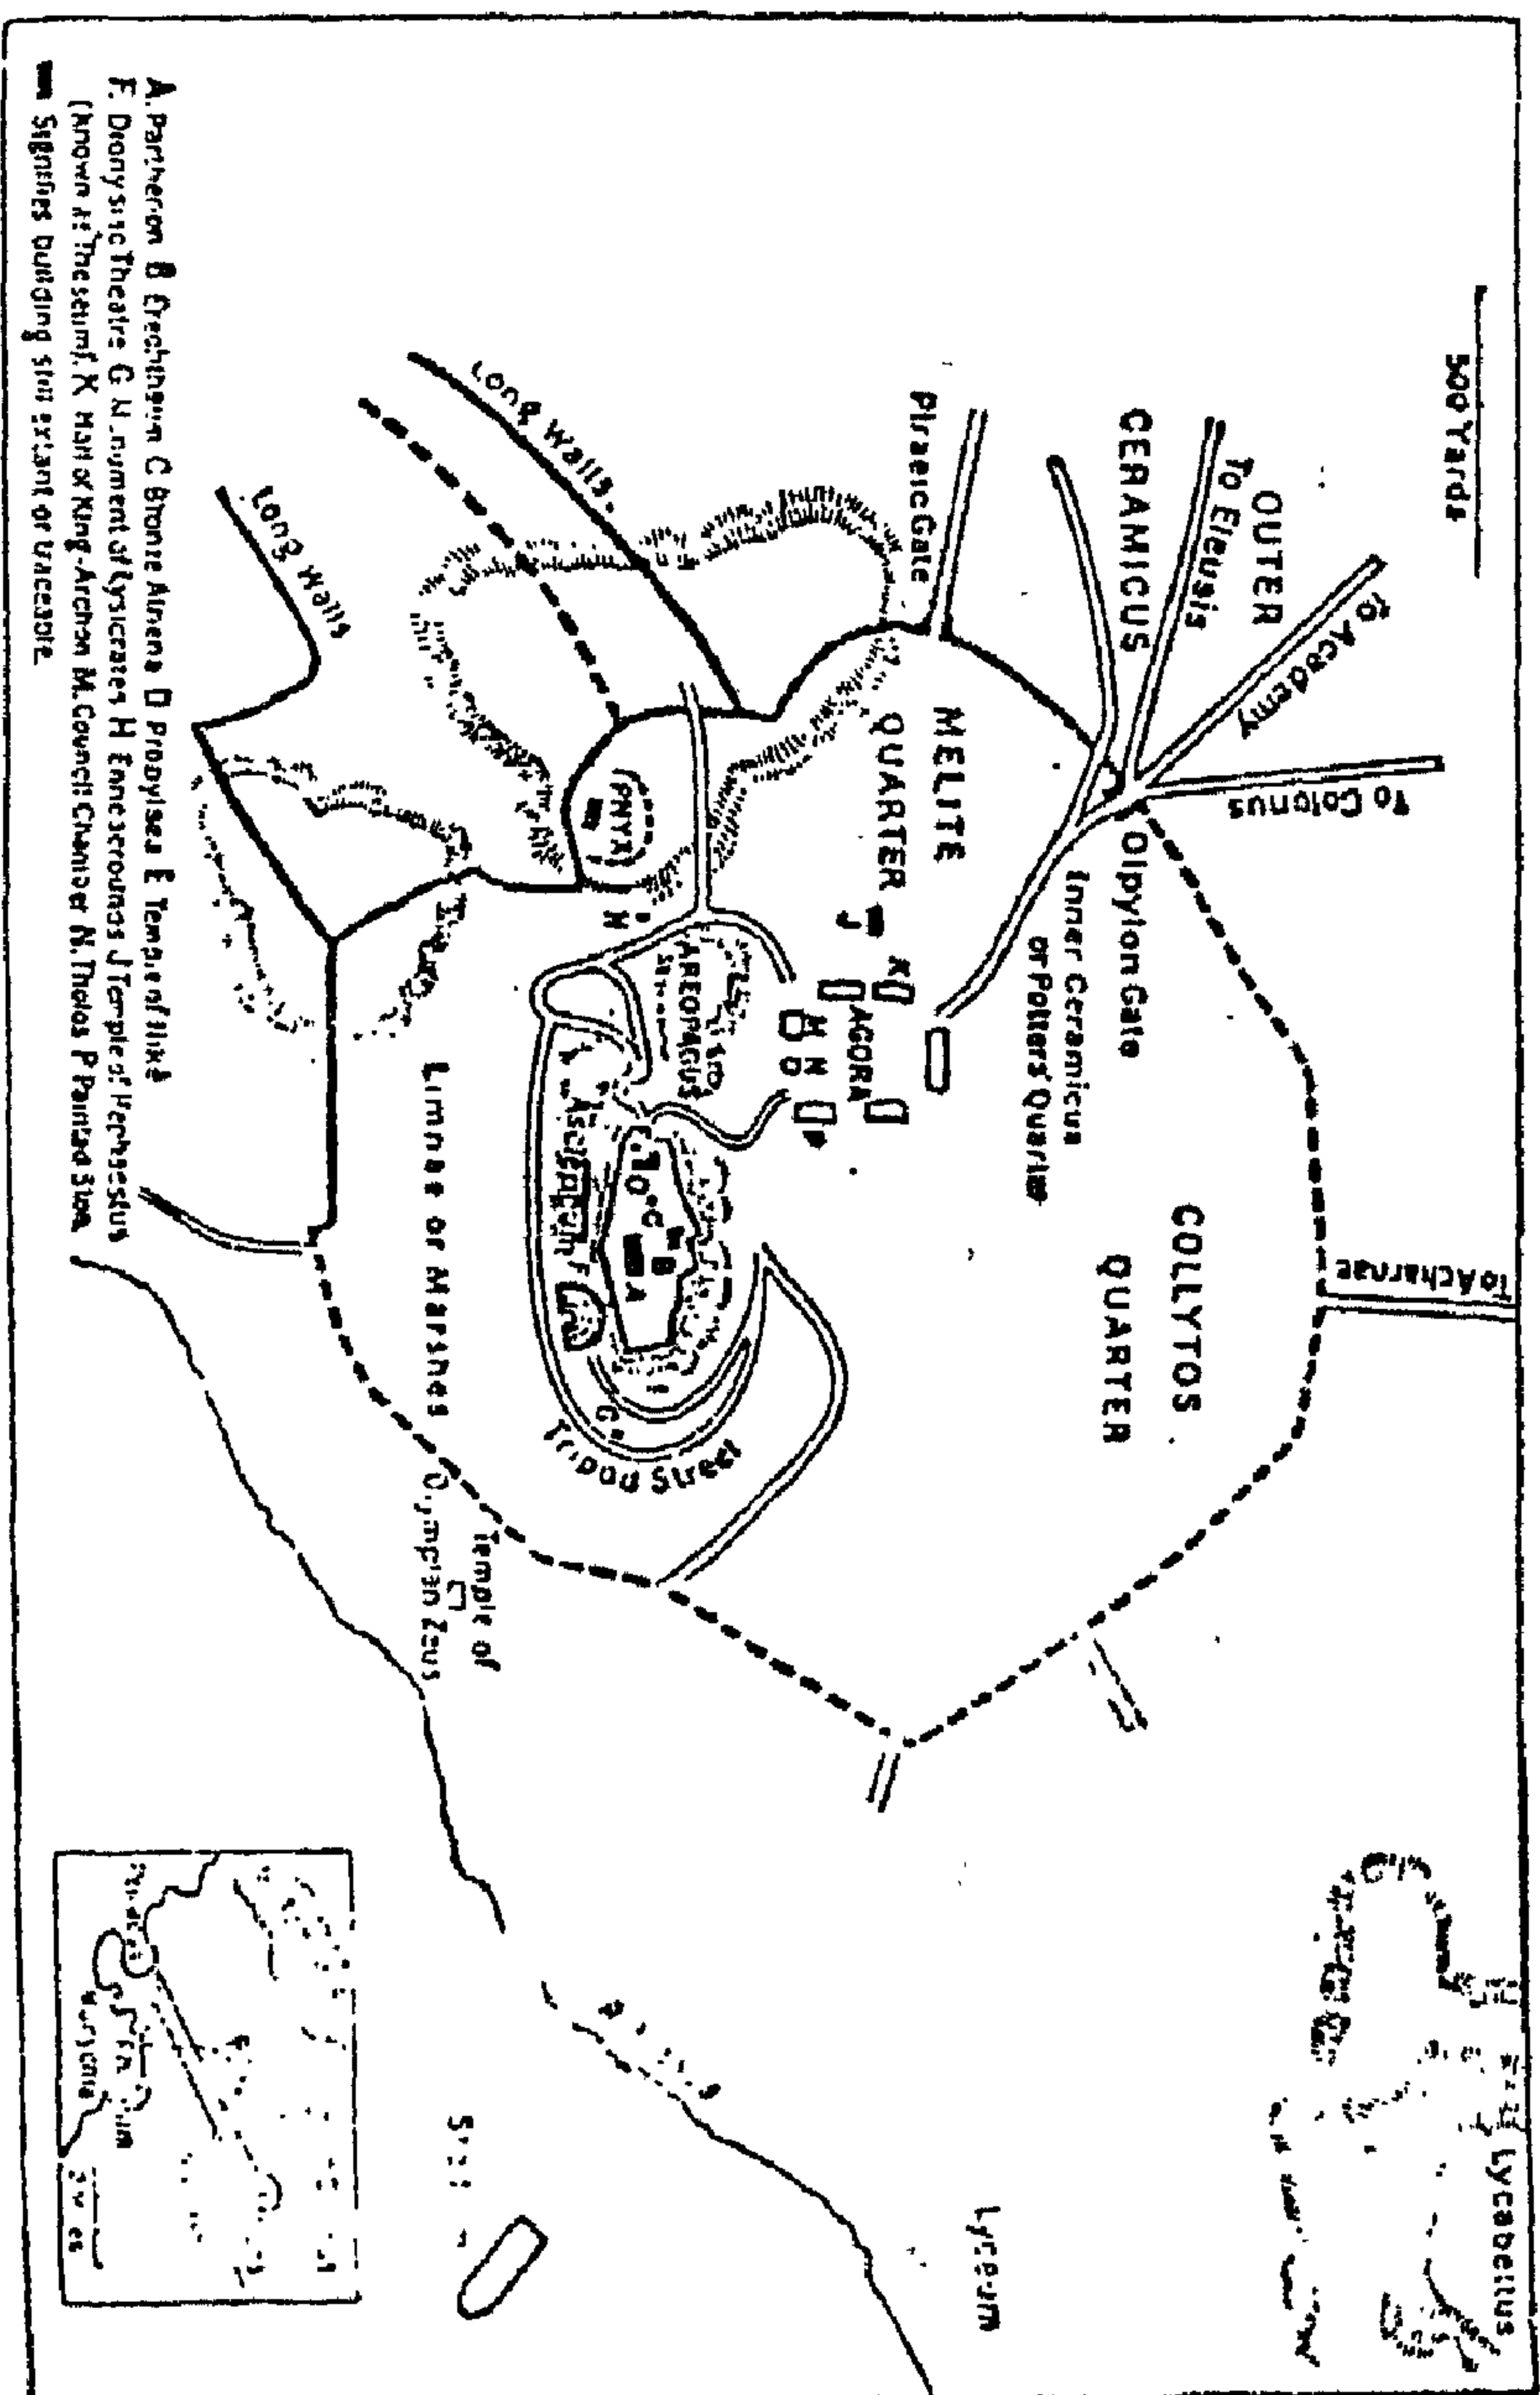 500 Yards
OUTER
CERAMICUS
To Eleusis
To Academy
To Colonus
To Acharnae
Lycabettus
Piraeic Gate
Dipylon Gate
Inner Ceramicus
or Potters' Quarter
COLLYTOS
QUARTER
MELITE
QUARTER
Long Walls
Long Walls
PNYX
AREOPAGUS
AGORA
J
K
M
N
P
H
D
C
B
A
F
G
Asclepieum
Tripod Street
Limnae or Marshes
Temple of
Olympian Zeus
Lyceum
A. Parthenon B Erechtheum C Bronze Athena D Propylaea E Temple of Nike
F. Dionysiac Theatre G Monument of Lysicrates H Enneacrounos J Temple of Hephaestus
(known as Theseum). K Hall of King-Archon M. Council Chamber N. Tholos P Painted Stoa
Signifies building still extant or traceable.